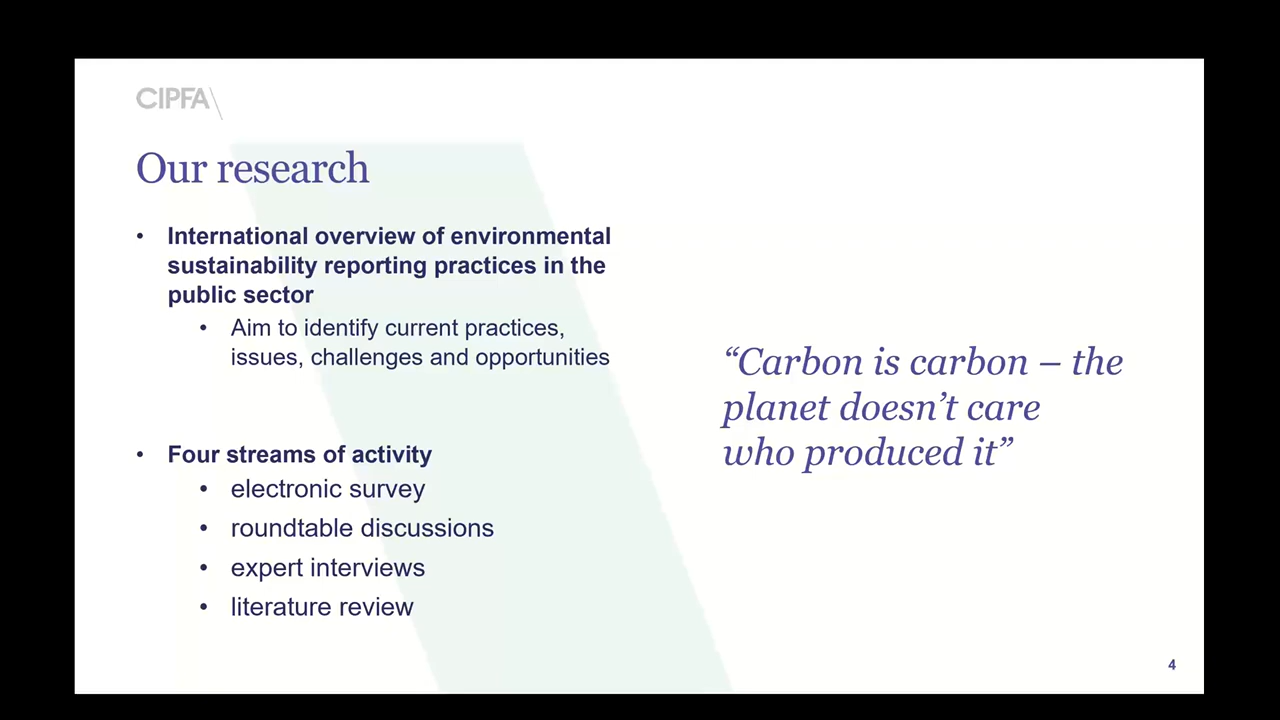 CIPFA
Our research
• International overview of environmental
sustainability reporting practices in the
public sector
• Aim to identify current practices,
issues, challenges and opportunities
• Four streams of activity
• electronic survey
• roundtable discussions
• expert interviews
• literature review
“Carbon is carbon – the
planet doesn’t care
who produced it”
4